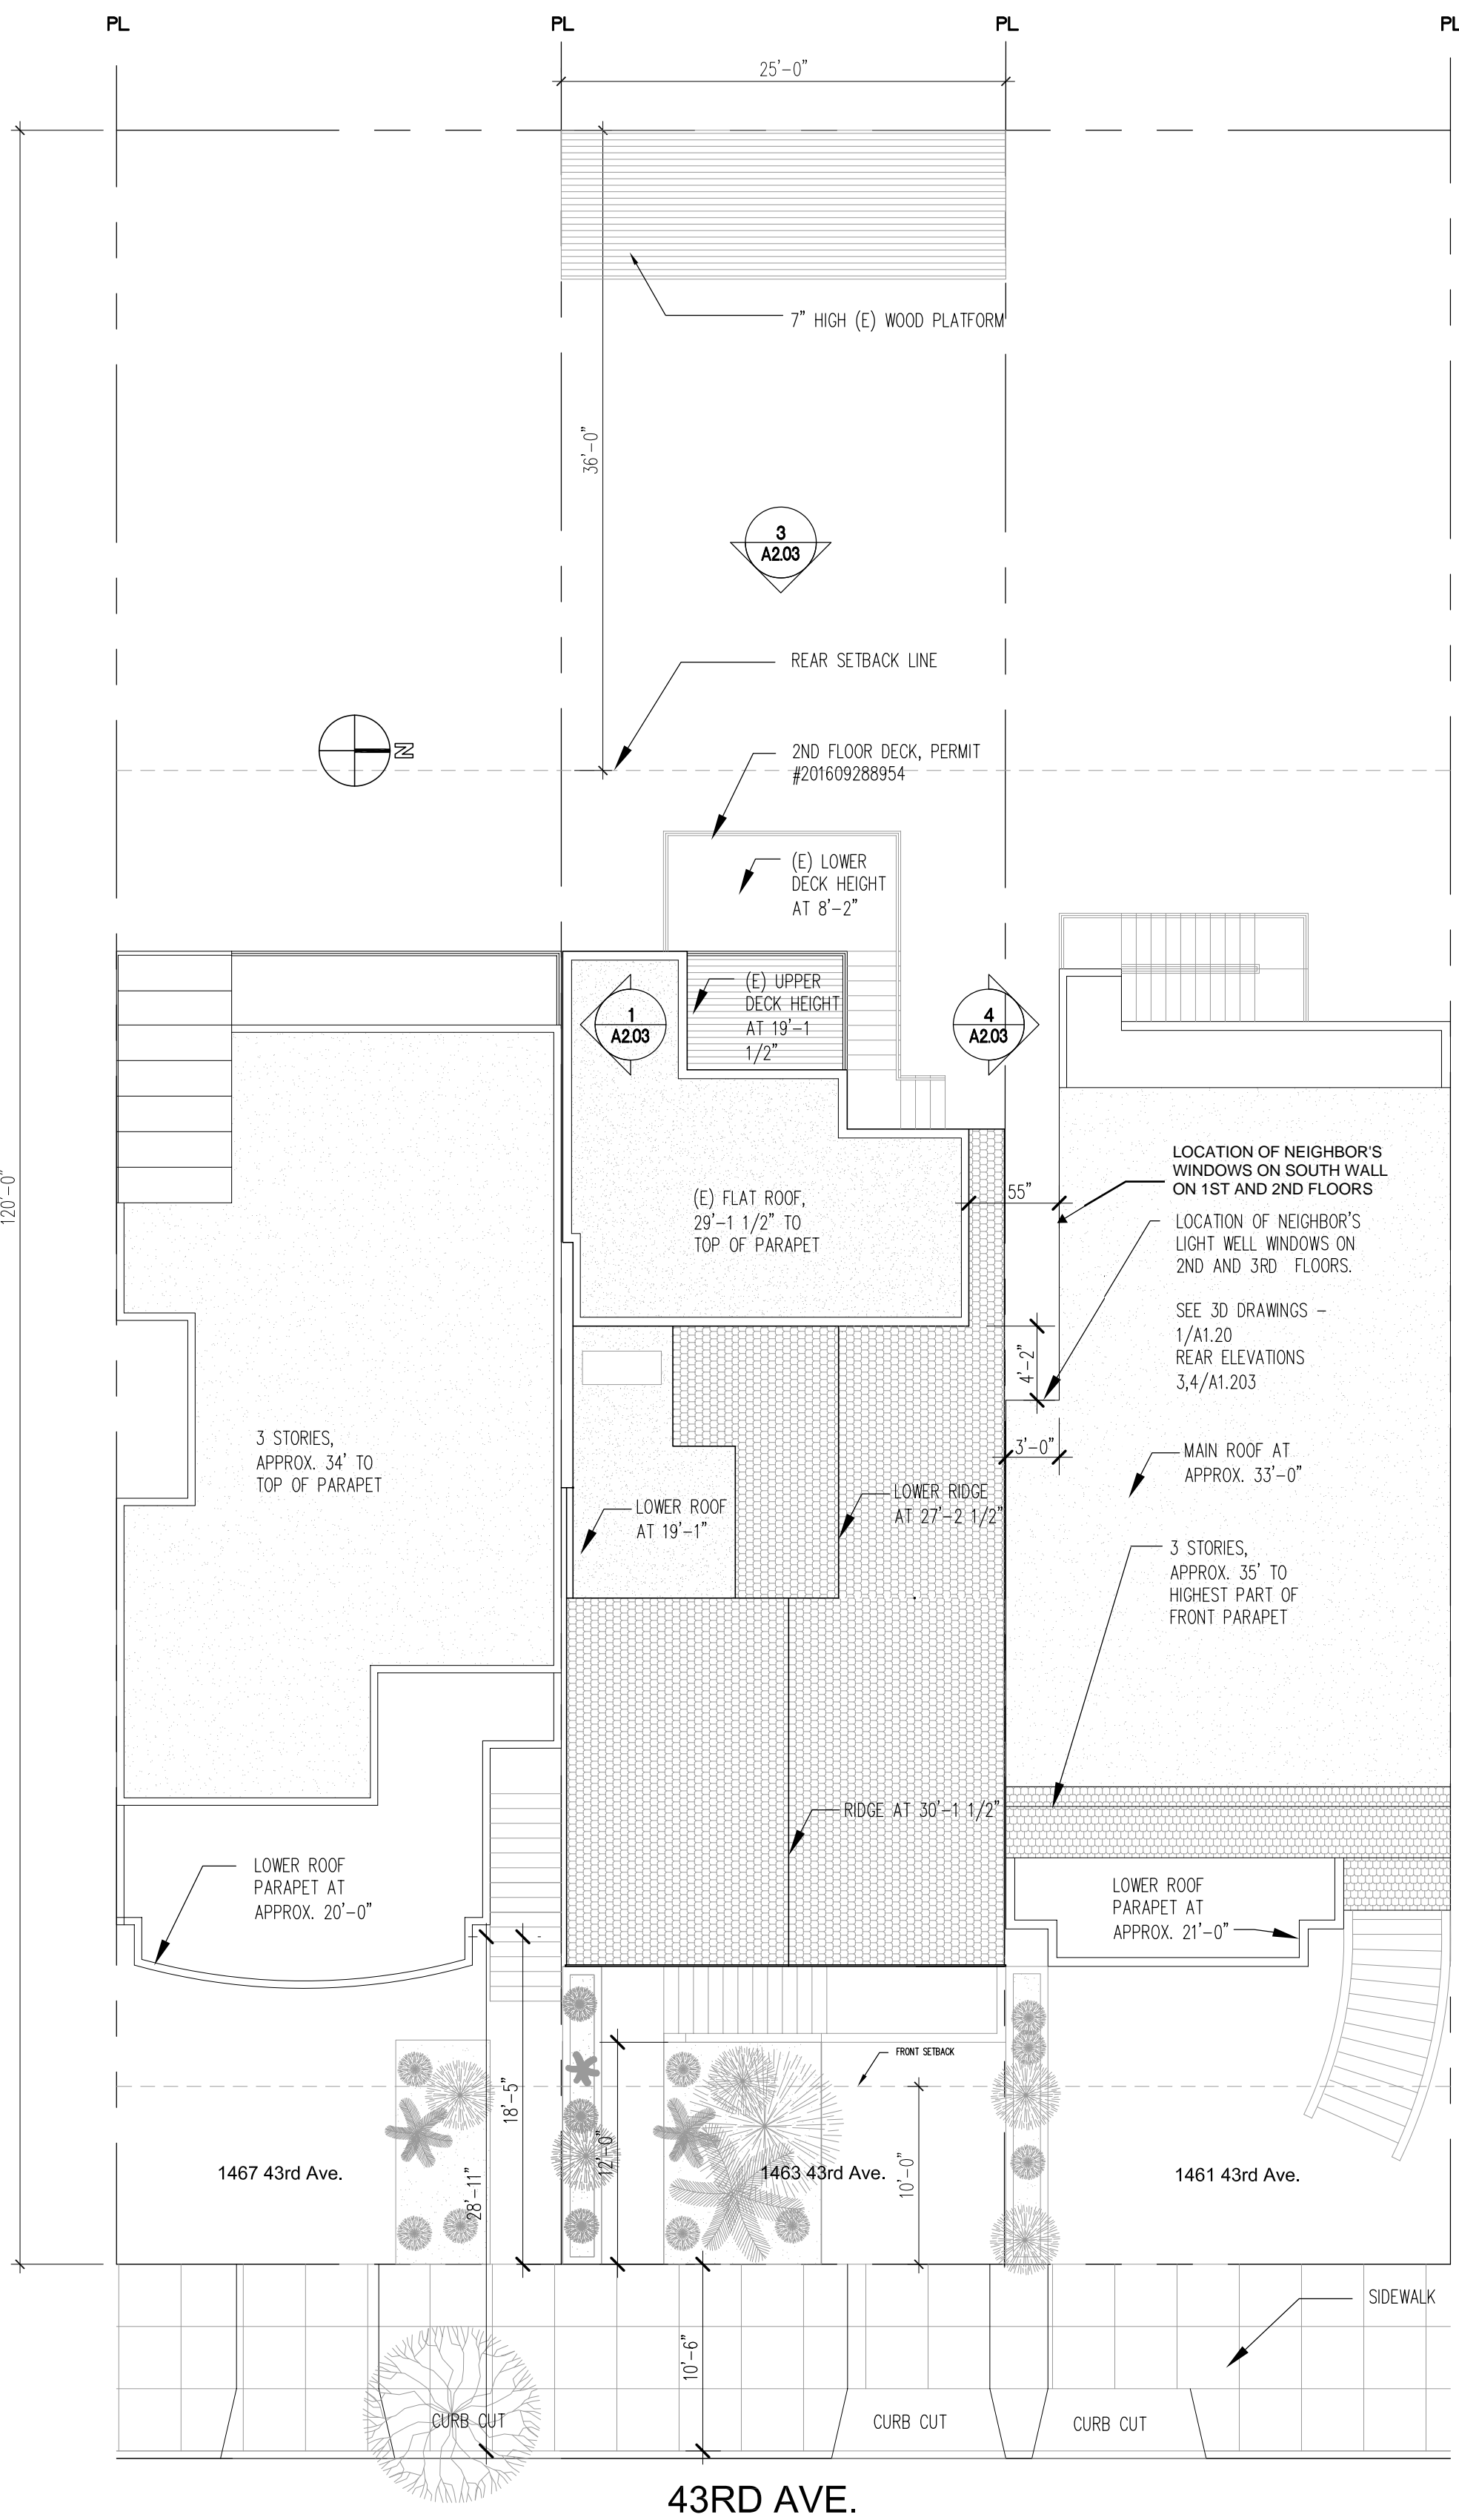 PL
PL
PL
PL
25'-0"
7" HIGH (E) WOOD PLATFORM
36'-0"
3
A2.03
REAR SETBACK LINE
N
2ND FLOOR DECK, PERMIT
#201609288954
(E) LOWER
DECK HEIGHT
AT 8'-2"
(E) UPPER
DECK HEIGHT
AT 19'-1
1/2"
1
A2.03
4
A2.03
120'-0"
LOCATION OF NEIGHBOR'S
WINDOWS ON SOUTH WALL
ON 1ST AND 2ND FLOORS
55"
(E) FLAT ROOF,
29'-1 1/2" TO
TOP OF PARAPET
LOCATION OF NEIGHBOR'S
LIGHT WELL WINDOWS ON
2ND AND 3RD FLOORS.
SEE 3D DRAWINGS -
1/A1.20
REAR ELEVATIONS
3,4/A1.203
4'-2"
3 STORIES,
APPROX. 34' TO
TOP OF PARAPET
3'-0"
MAIN ROOF AT
APPROX. 33'-0"
LOWER ROOF
AT 19'-1"
LOWER RIDGE
AT 27'-2 1/2"
3 STORIES,
APPROX. 35' TO
HIGHEST PART OF
FRONT PARAPET
RIDGE AT 30'-1 1/2"
LOWER ROOF
PARAPET AT
APPROX. 20'-0"
LOWER ROOF
PARAPET AT
APPROX. 21'-0"
FRONT SETBACK
18'-5"
12'-0"
28'-11"
10'-0"
1467 43rd Ave.
1463 43rd Ave.
1461 43rd Ave.
SIDEWALK
10'-6"
CURB CUT
CURB CUT
CURB CUT
43RD AVE.